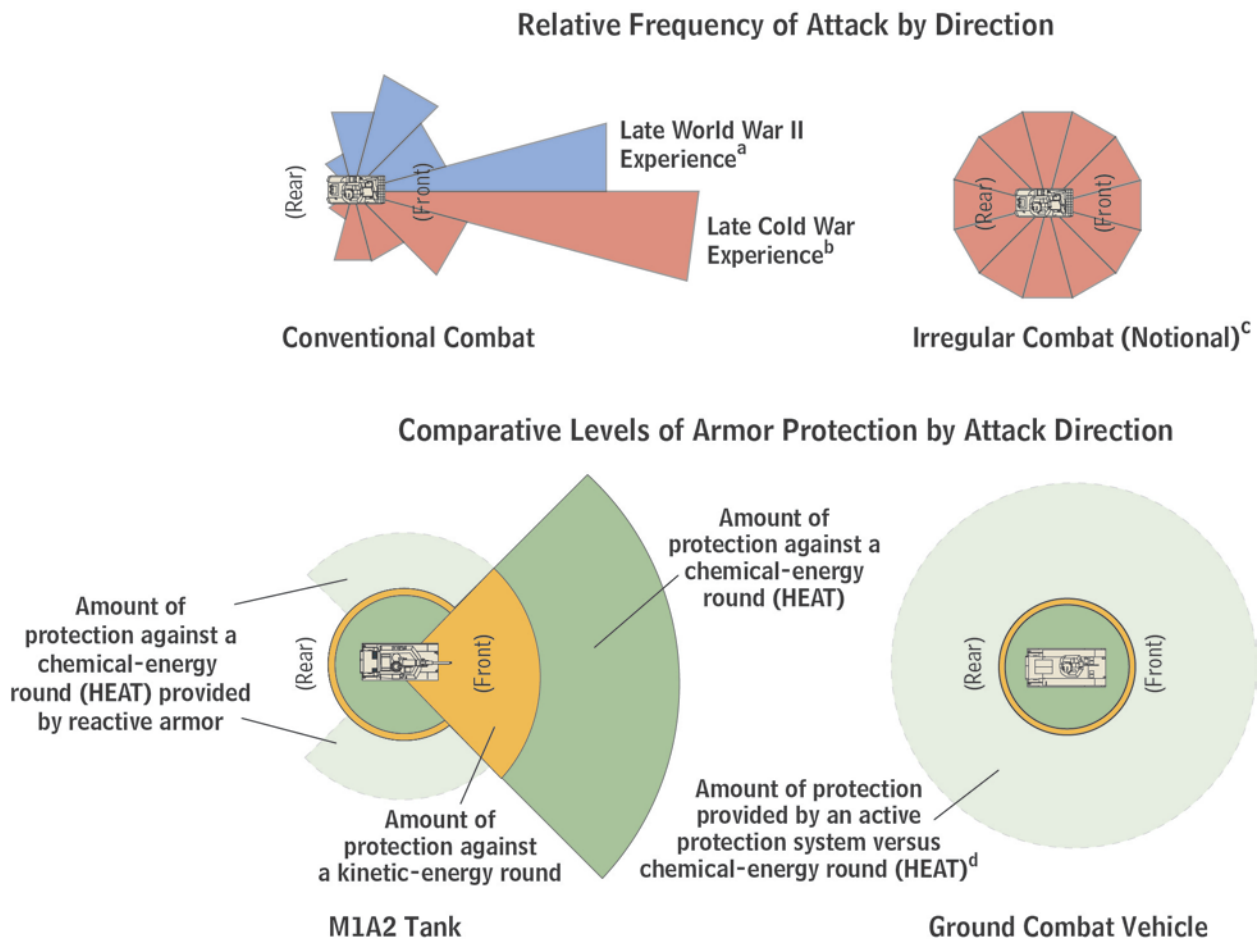 Relative Frequency of Attack by Direction
Late World War II
Experienceᵃ
(Rear)
(Front)
Late Cold War
Experienceᵇ
(Rear)
(Front)
Conventional Combat
Irregular Combat (Notional)ᶜ
Comparative Levels of Armor Protection by Attack Direction
Amount of
protection against a
chemical-energy
round (HEAT)
Amount of
protection against a
chemical-energy
round (HEAT) provided
by reactive armor
(Rear)
(Front)
(Rear)
(Front)
Amount of
protection against
a kinetic-energy round
Amount of protection
provided by an active
protection system versus
chemical-energy round (HEAT)ᵈ
M1A2 Tank
Ground Combat Vehicle